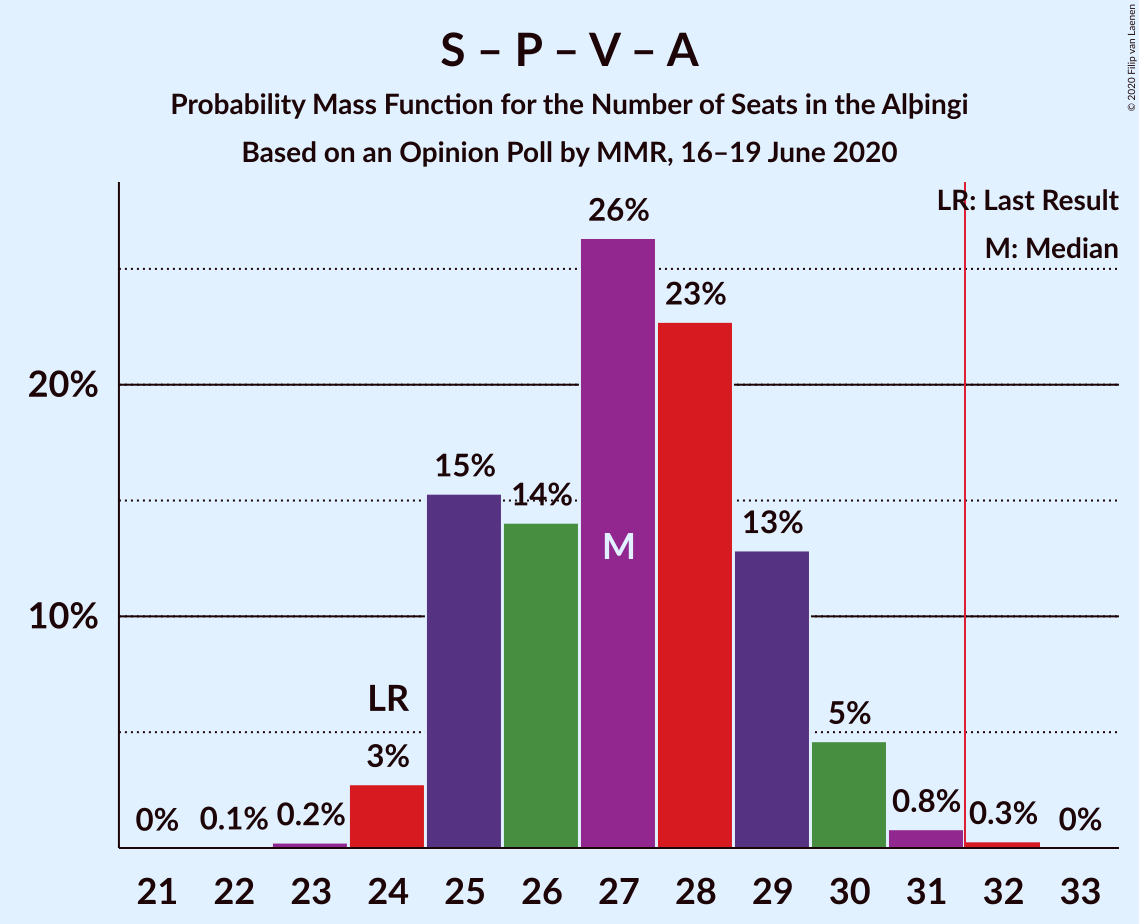 S – P – V – A
Probability Mass Function for the Number of Seats in the Alþingi
Based on an Opinion Poll by MMR, 16–19 June 2020
© 2020 Filip van Laenen
LR: Last Result
M: Median
26%
23%
20%
15%
14%
13%
M
10%
LR
5%
3%
0%
0.1%
0.2%
0.8%
0.3%
0%
21 22 23 24 25 26 27 28 29 30 31 32 33